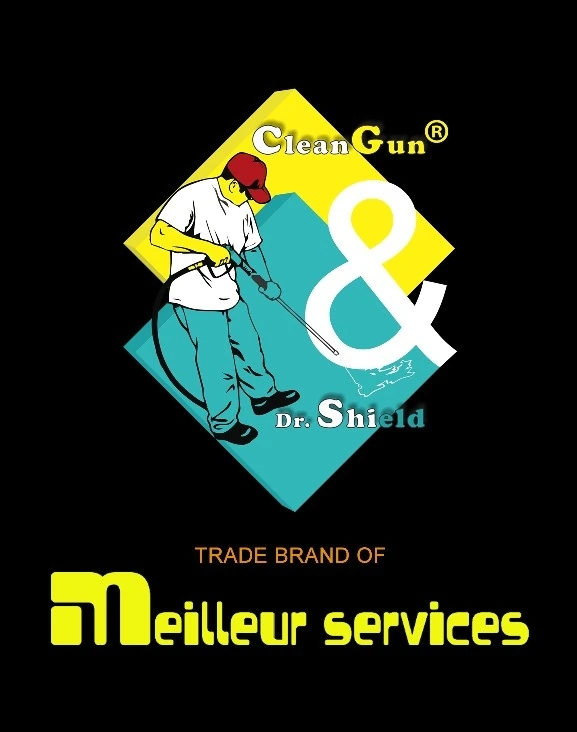 CleanGun®
&
Dr. Shield
TRADE BRAND OF
Meilleur services